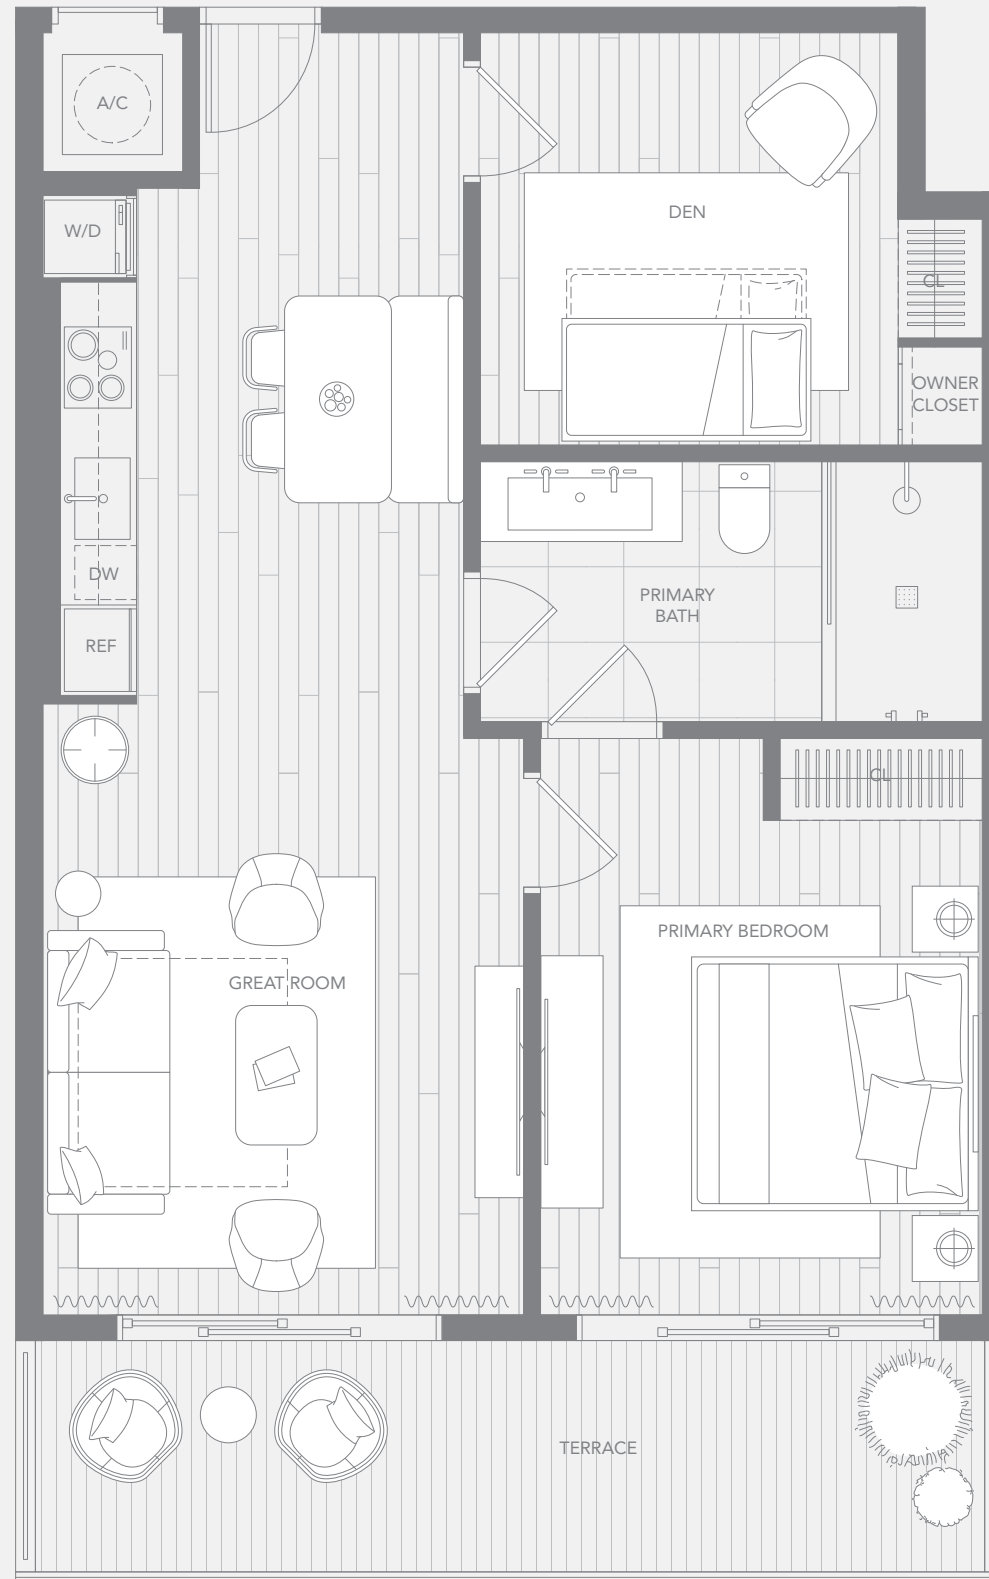 A/C
DEN
W/D
CL
OWNER
CLOSET
DW
PRIMARY
BATH
REF
CL
PRIMARY BEDROOM
GREAT ROOM
TERRACE